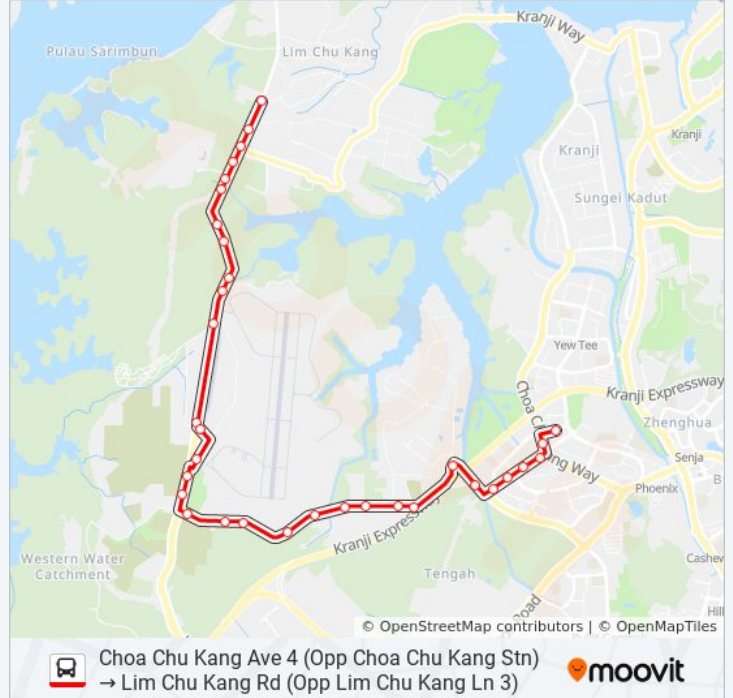 Kranji Way
Pulau Sarimbun
Lim Chu Kang
Kranji
Kranji
Sungei Kadut
Yew Tee
Kranji Expressway
Choa C
ng Way
Zhenghua
Senja
Phoenix
B
Kranji Expressway
Western Water
Catchment
Tengah
Cashew
Road
Hill
© OpenStreetMap contributors | © OpenMapTiles
Choa Chu Kang Ave 4 (Opp Choa Chu Kang Stn)
→ Lim Chu Kang Rd (Opp Lim Chu Kang Ln 3)
moovit